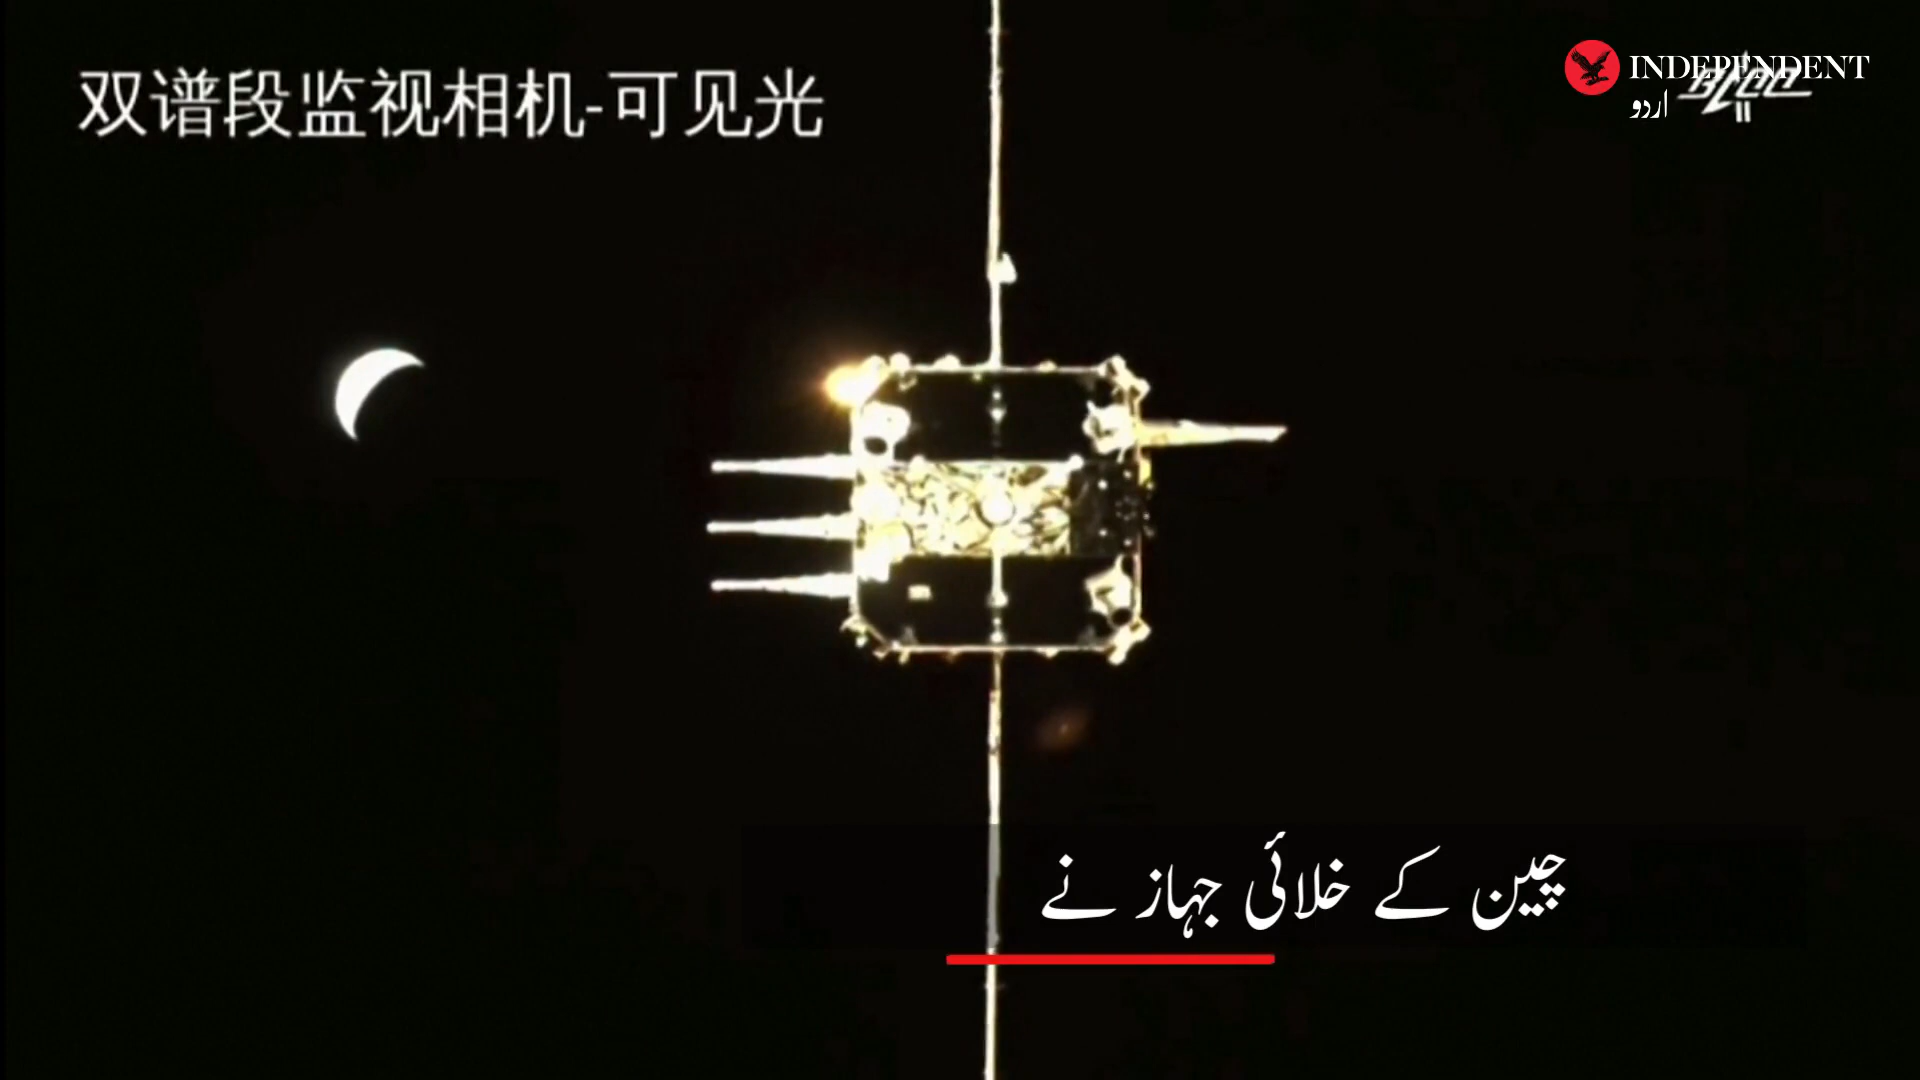 双谱段监视相机-可见光
INDEPENDENT
اردو
چین کے خلائی جہاز نے